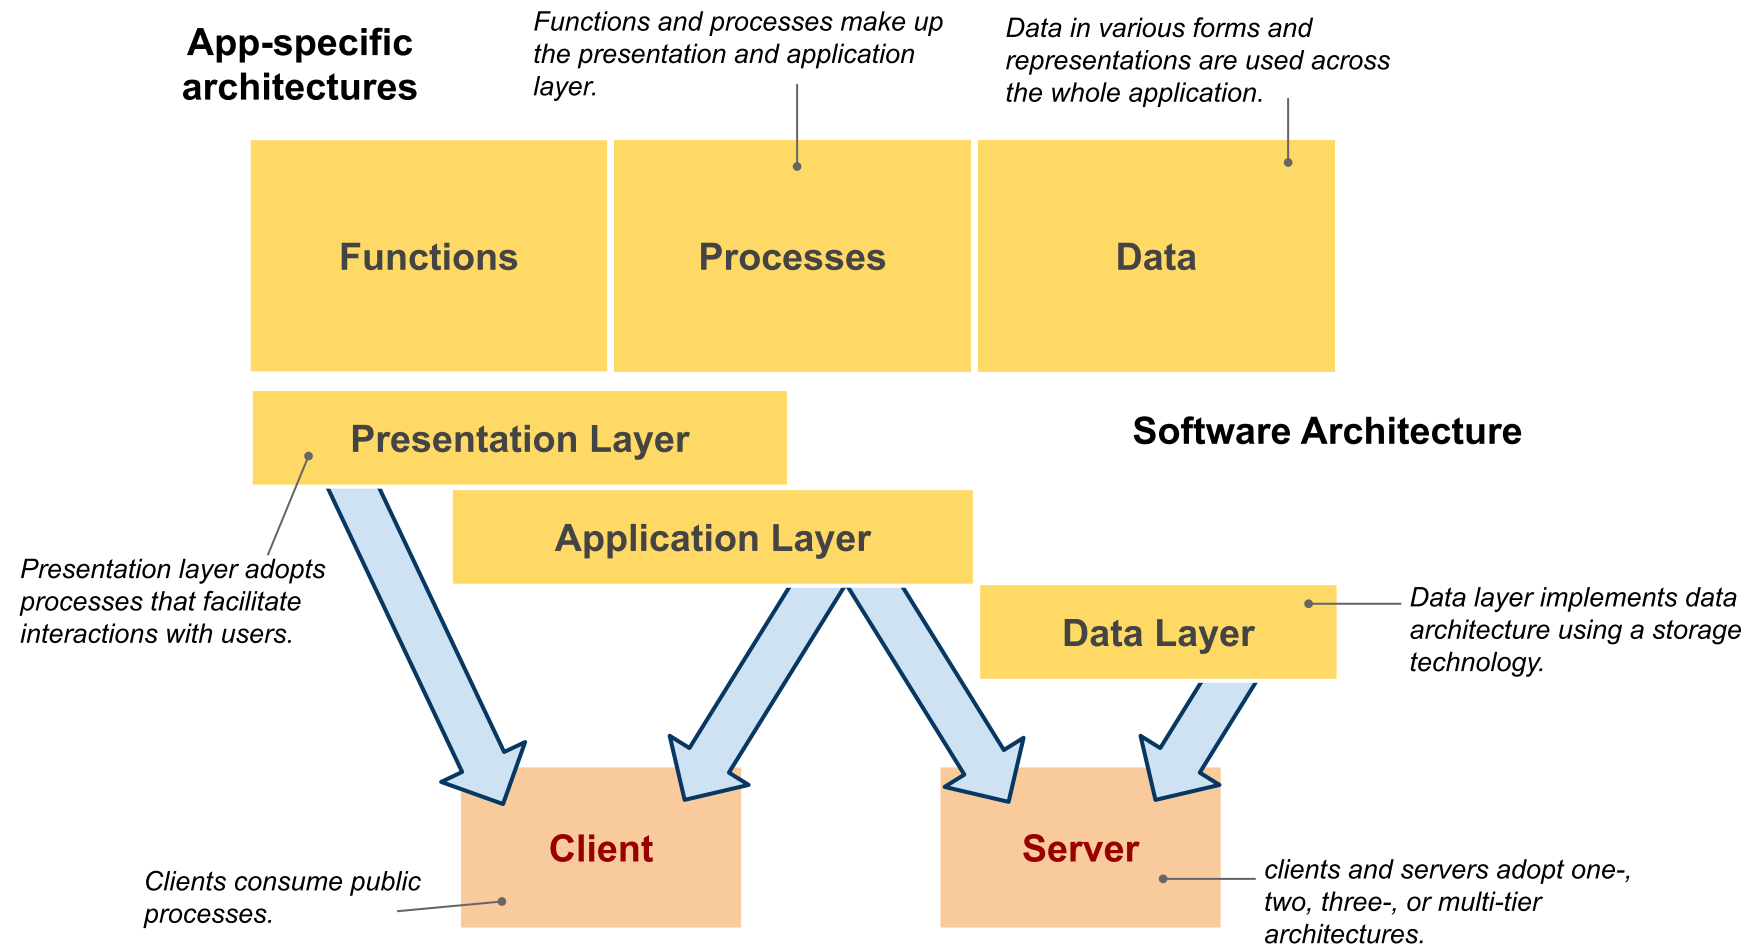 App-specific
architectures
Functions and processes make up
the presentation and application
layer.
Data in various forms and
representations are used across
the whole application.
Functions
Processes
Data
Presentation Layer
Software Architecture
Application Layer
Presentation layer adopts
processes that facilitate
interactions with users.
Data Layer
Data layer implements data
architecture using a storage
technology.
Client
Server
Clients consume public
processes.
clients and servers adopt one-,
two, three-, or multi-tier
architectures.